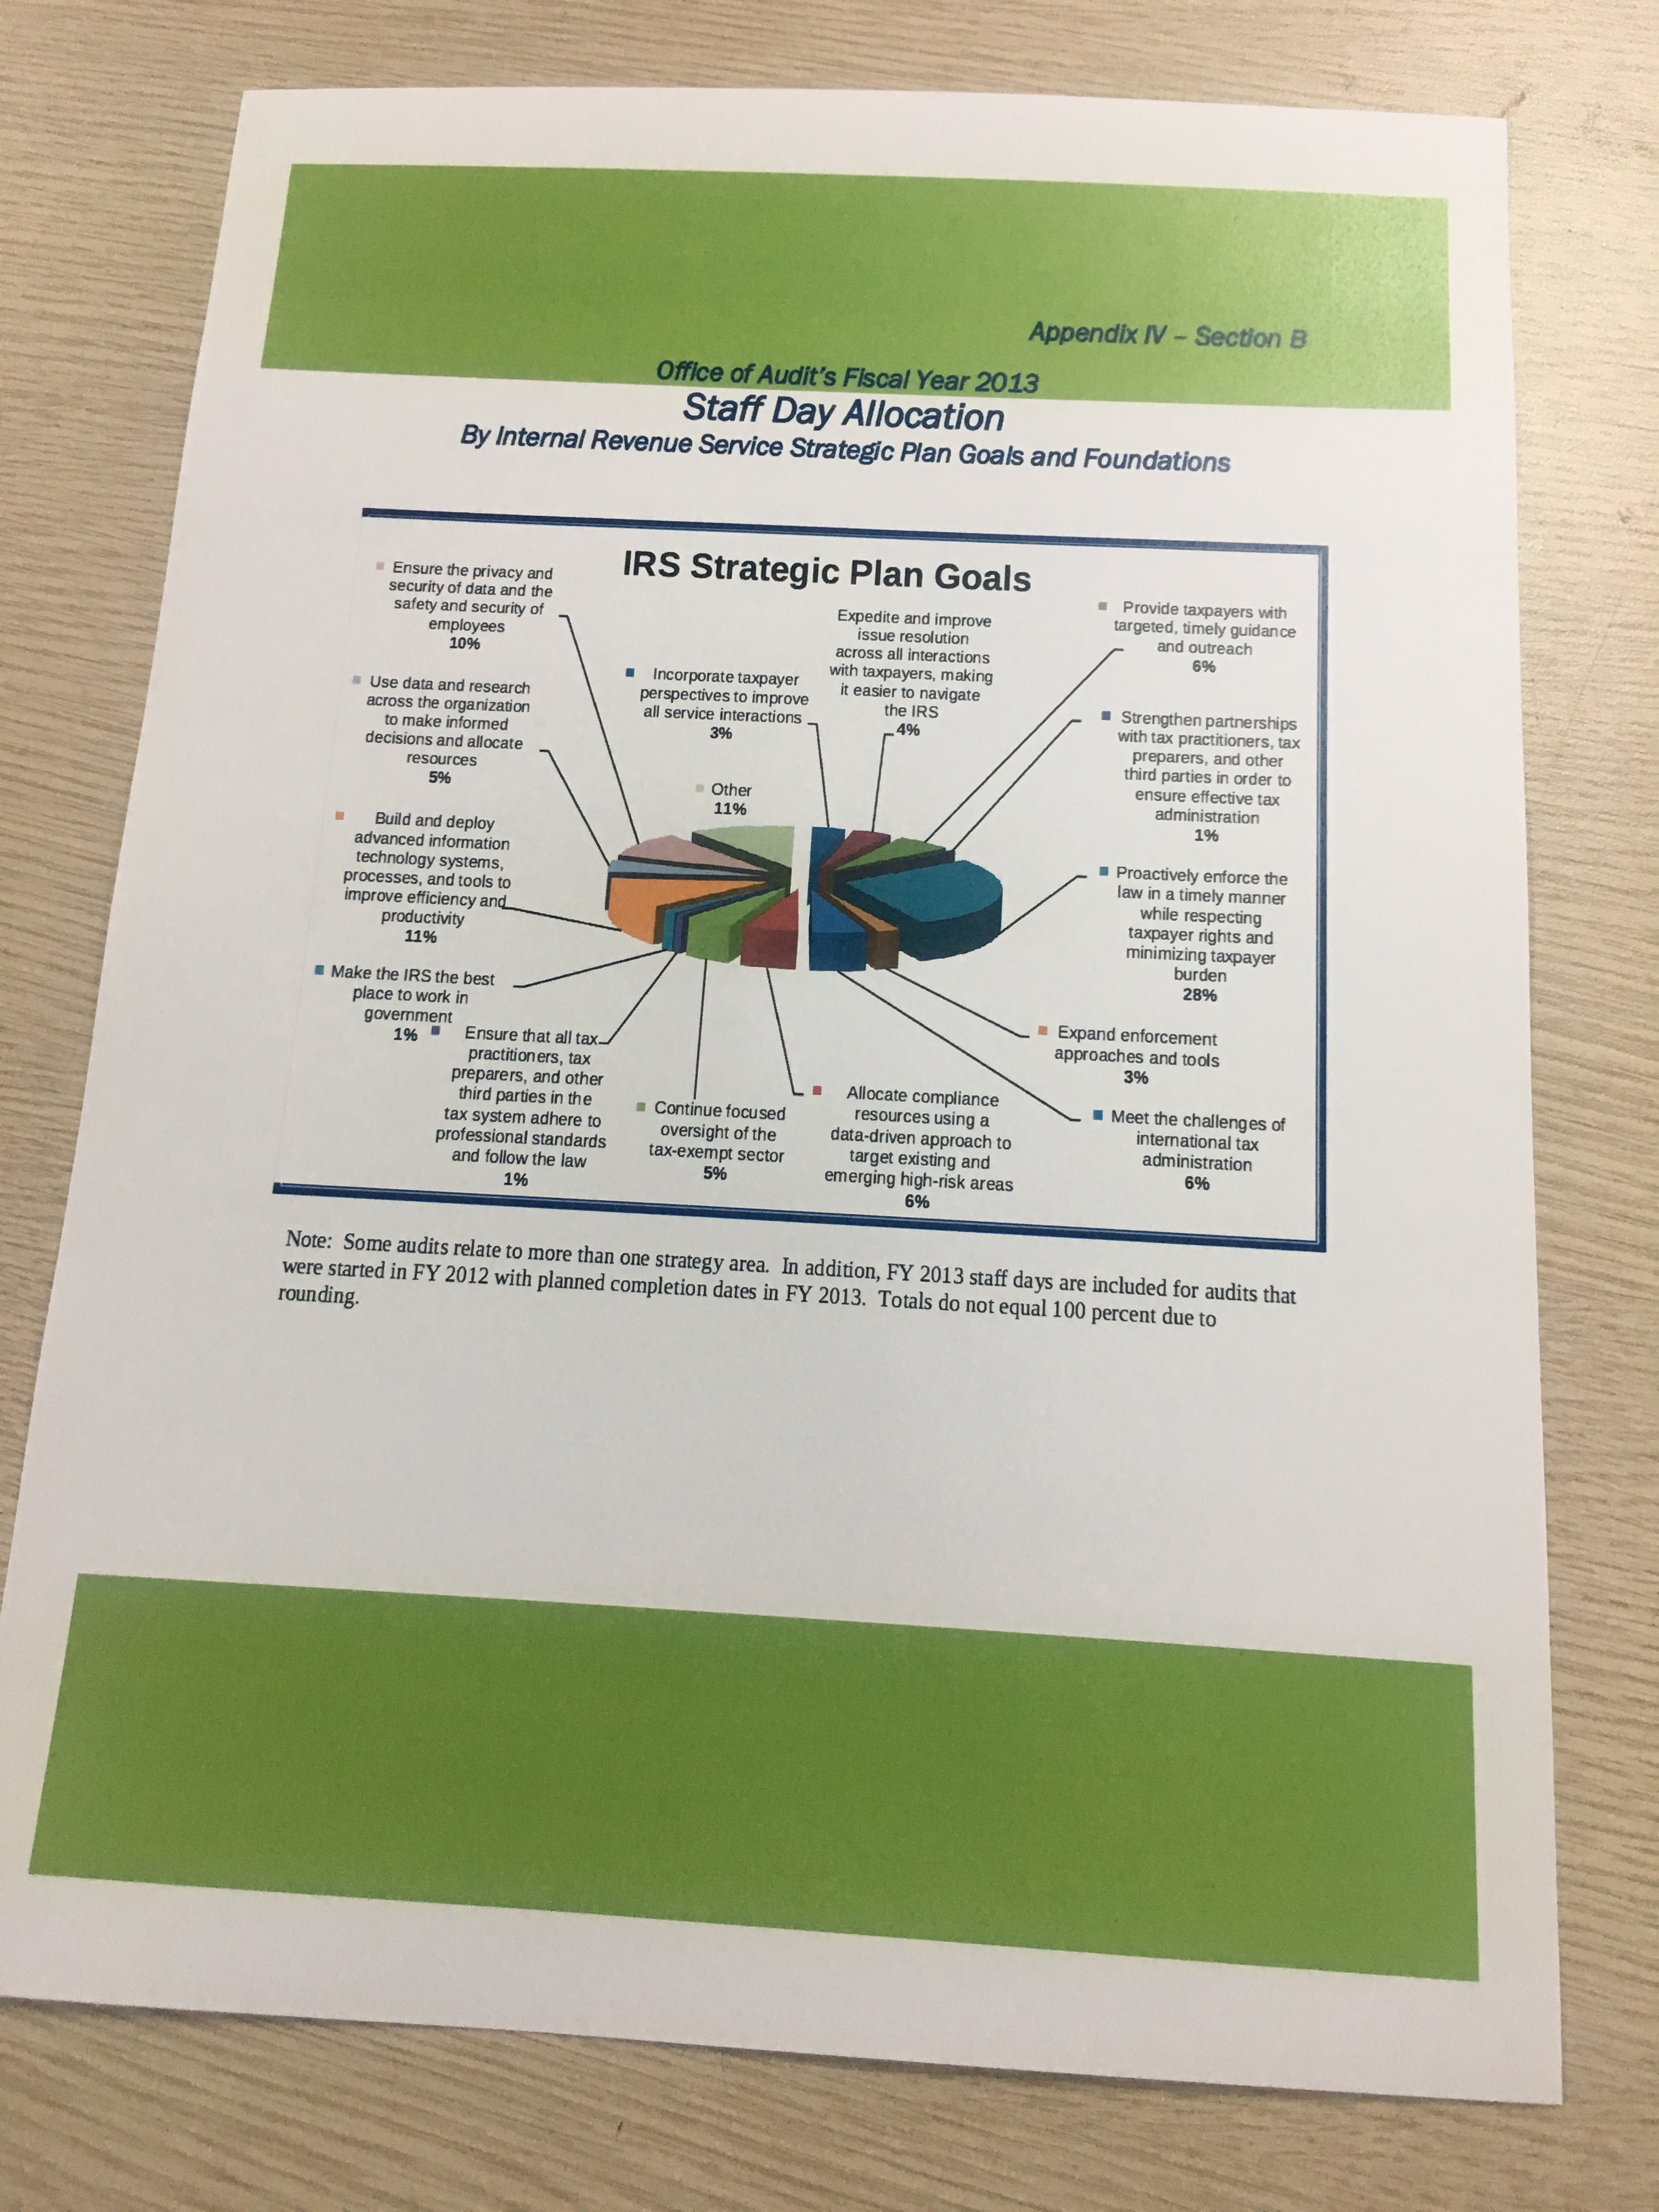 Appendix IV – Section B
Office of Audit's Fiscal Year 2013
Staff Day Allocation
By Internal Revenue Service Strategic Plan Goals and Foundations
IRS Strategic Plan Goals
Ensure the privacy and
security of data and the
safety and security of
employees
10%
Use data and research
across the organization
to make informed
decisions and allocate
resources
5%
Build and deploy
advanced information
technology systems,
processes, and tools to
improve efficiency and
productivity
11%
Make the IRS the best
place to work in
government
1%
Ensure that all tax
practitioners, tax
preparers, and other
third parties in the
tax system adhere to
professional standards
and follow the law
1%
Incorporate taxpayer
perspectives to improve
all service interactions
3%
Other
11%
Expedite and improve
issue resolution
across all interactions
with taxpayers, making
it easier to navigate
the IRS
4%
Provide taxpayers with
targeted, timely guidance
and outreach
6%
Strengthen partnerships
with tax practitioners, tax
preparers, and other
third parties in order to
ensure effective tax
administration
1%
Proactively enforce the
law in a timely manner
while respecting
taxpayer rights and
minimizing taxpayer
burden
28%
Expand enforcement
approaches and tools
3%
Meet the challenges of
international tax
administration
6%
Allocate compliance
resources using a
data-driven approach to
target existing and
emerging high-risk areas
6%
Continue focused
oversight of the
tax-exempt sector
5%
Note: Some audits relate to more than one strategy area. In addition, FY 2013 staff days are included for audits that
were started in FY 2012 with planned completion dates in FY 2013. Totals do not equal 100 percent due to
rounding.